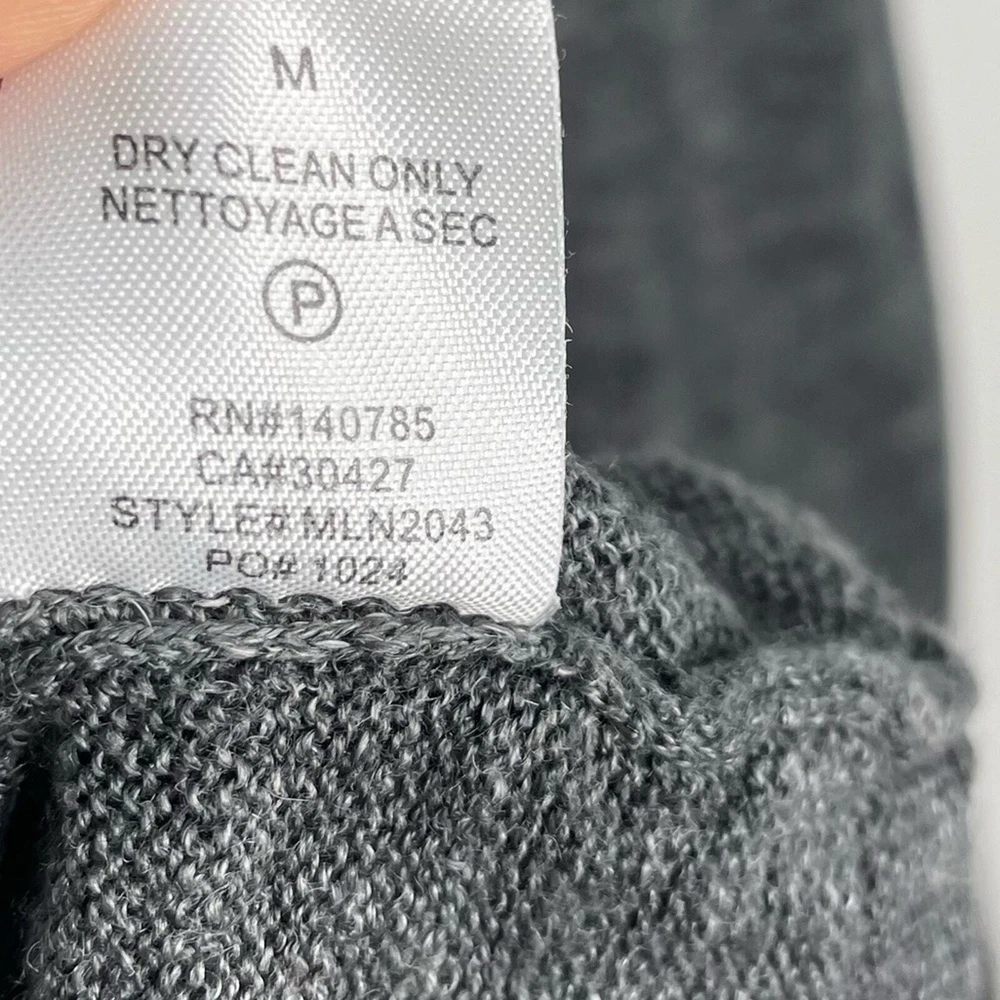 M
DRY CLEAN ONLY
NETTOYAGE A SEC
P
RN#140785
CA#30427
STYLE# MLN2043
PO# 1024